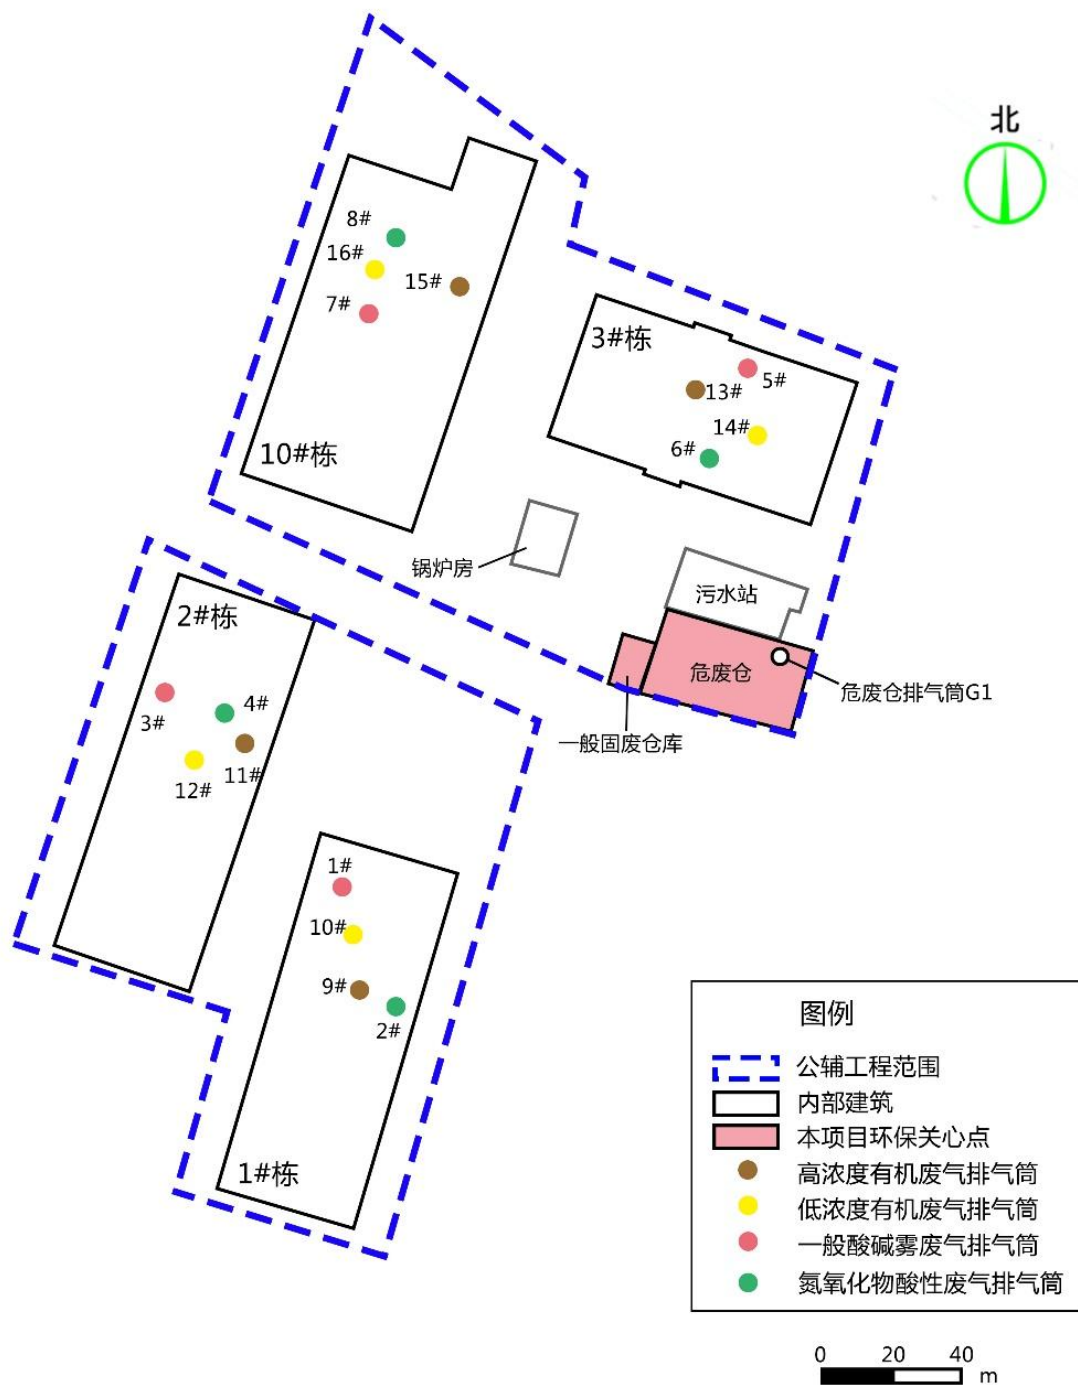 北
8#
16#
15#
7#
10#栋
3#栋
5#
13#
14#
6#
锅炉房
污水站
危废仓
危废仓排气筒G1
一般固废仓库
2#栋
4#
3#
11#
12#
1#
10#
9#
2#
1#栋
图例
公辅工程范围
内部建筑
本项目环保关心点
高浓度有机废气排气筒
低浓度有机废气排气筒
一般酸碱雾废气排气筒
氮氧化物酸性废气排气筒
0 20 40
m